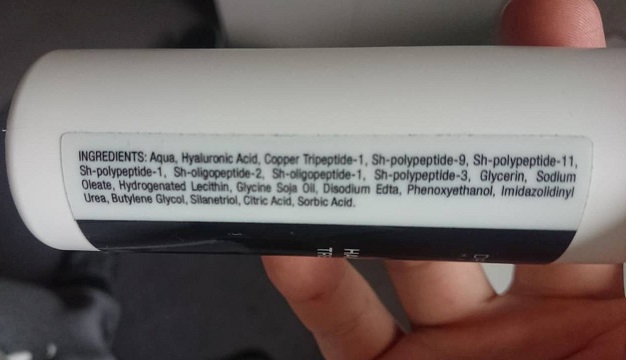 INGREDIENTS: Aqua, Hyaluronic Acid, Copper Tripeptide-1, Sh-polypeptide-9, Sh-polypeptide-11,
Sh-polypeptide-1, Sh-oligopeptide-2, Sh-oligopeptide-1, Sh-polypeptide-3, Glycerin, Sodium
Oleate, Hydrogenated Lecithin, Glycine Soja Oil, Disodium Edta, Phenoxyethanol, Imidazolidinyl
Urea, Butylene Glycol, Silanetriol, Citric Acid, Sorbic Acid.